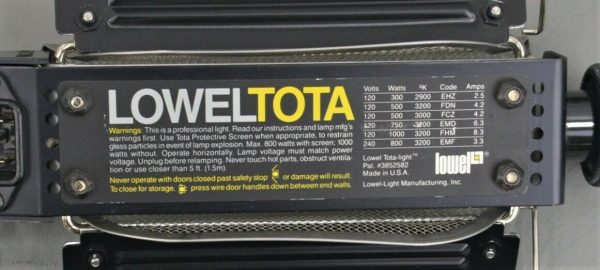 LOWEL TOTA
Warnings: This is a professional light. Read our instructions and lamp mfg's
warnings first. Use Tota Protective Screen when appropriate, to restrain
glass particles in event of lamp explosion. Max. 800 watts with screen; 1000
watts without. Operate horizontally. Lamp voltage must match power
voltage. Unplug before relamping. Never touch hot parts, obstruct ventila-
tion or use closer than 5 ft. (1.5m).
Never operate with doors closed past safety stop or damage will result.
To close for storage, press wire door handles down between end walls.
Volts Watts °K Code Amps
120 300 2900 EHZ 2.5
120 500 3200 FDN 4.2
120 500 3000 FCZ 4.2
120 750 3200 EMD 6.3
120 1000 3200 FHM 8.3
240 800 3200 EMF 3.3
Lowel Tota-light™
Pat. #3852582
Made in U.S.A.
lowel
Lowel-Light Manufacturing, Inc.